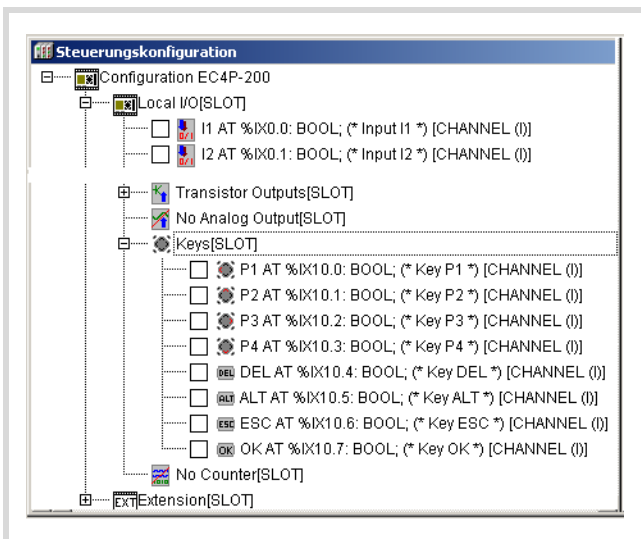 Steuerungskonfiguration
Configuration EC4P-200
Local I/O[SLOT]
I1 AT %IX0.0: BOOL; (* Input I1 *) [CHANNEL (I)]
I2 AT %IX0.1: BOOL; (* Input I2 *) [CHANNEL (I)]
Transistor Outputs[SLOT]
No Analog Output[SLOT]
Keys[SLOT]
P1 AT %IX10.0: BOOL; (* Key P1 *) [CHANNEL (I)]
P2 AT %IX10.1: BOOL; (* Key P2 *) [CHANNEL (I)]
P3 AT %IX10.2: BOOL; (* Key P3 *) [CHANNEL (I)]
P4 AT %IX10.3: BOOL; (* Key P4 *) [CHANNEL (I)]
DEL DEL AT %IX10.4: BOOL; (* Key DEL *) [CHANNEL (I)]
ALT ALT AT %IX10.5: BOOL; (* Key ALT *) [CHANNEL (I)]
ESC ESC AT %IX10.6: BOOL; (* Key ESC *) [CHANNEL (I)]
OK OK AT %IX10.7: BOOL; (* Key OK *) [CHANNEL (I)]
No Counter[SLOT]
EXT Extension[SLOT]